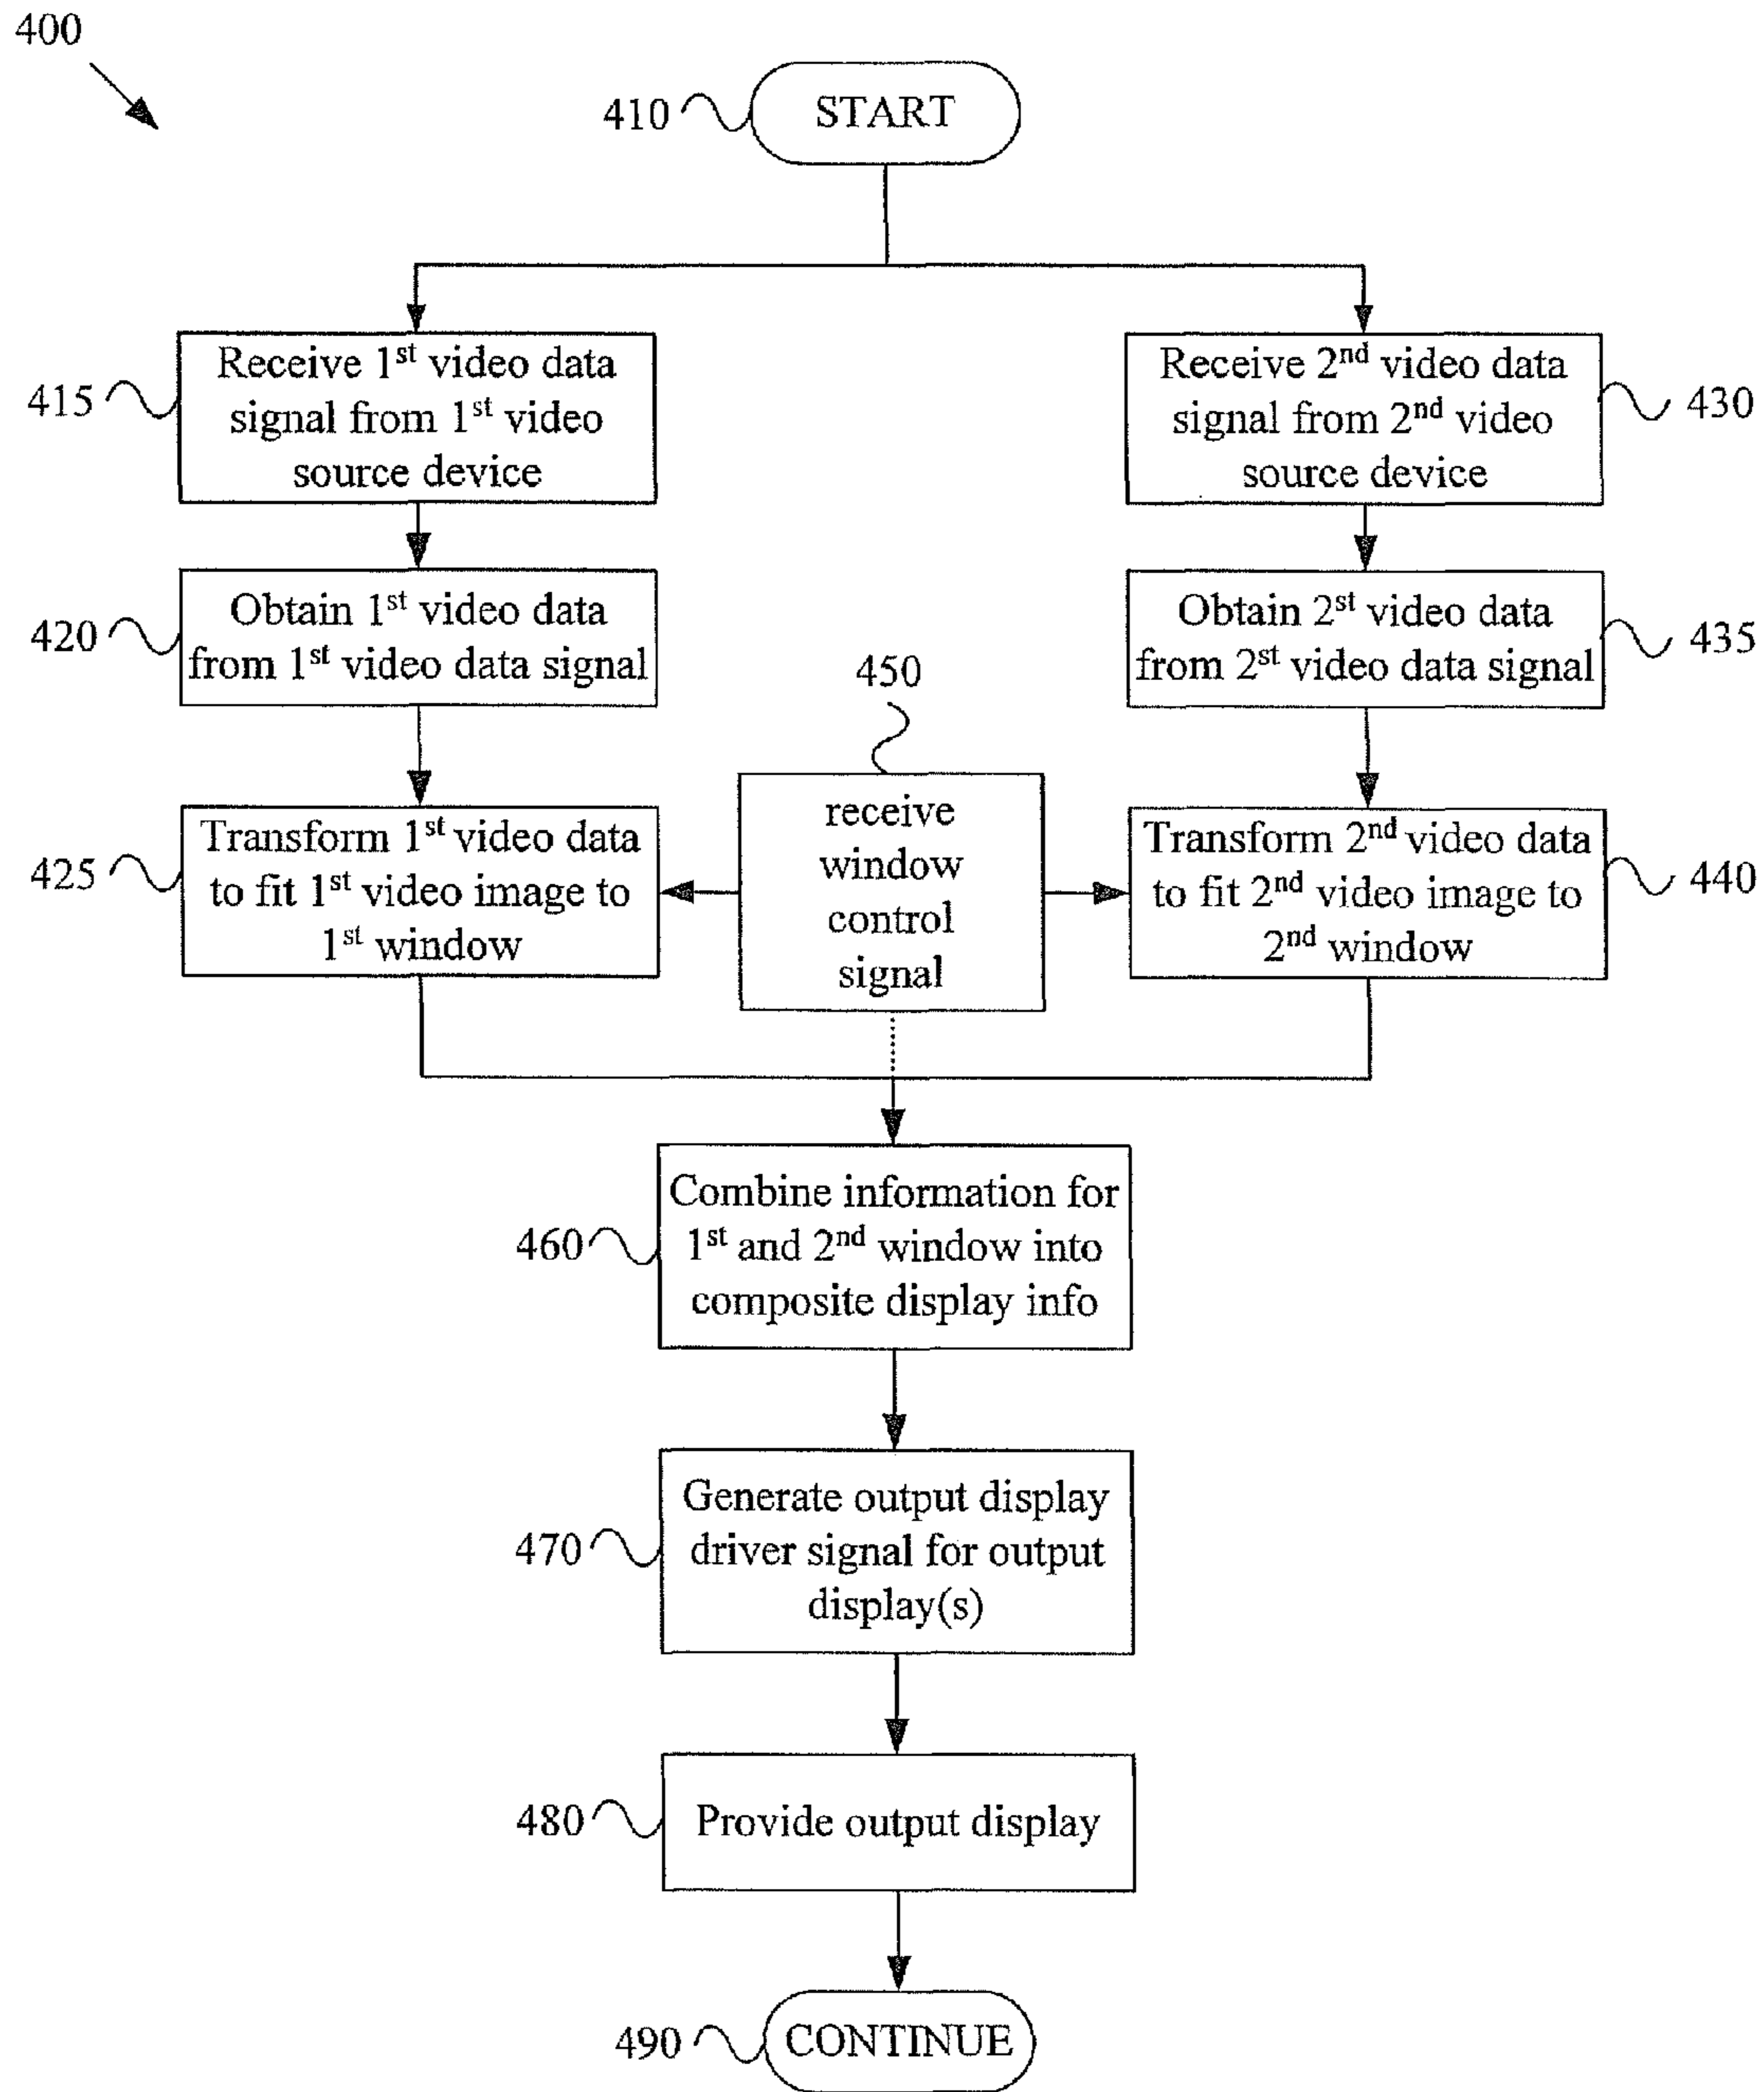 400
410
START
415
Receive 1st video data
signal from 1st video
source device
Receive 2nd video data
signal from 2nd video
source device
430
420
Obtain 1st video data
from 1st video data signal
Obtain 2st video data
from 2st video data signal
435
450
425
Transform 1st video data
to fit 1st video image to
1st window
receive
window
control
signal
Transform 2nd video data
to fit 2nd video image to
2nd window
440
460
Combine information for
1st and 2nd window into
composite display info
470
Generate output display
driver signal for output
display(s)
480
Provide output display
490
CONTINUE